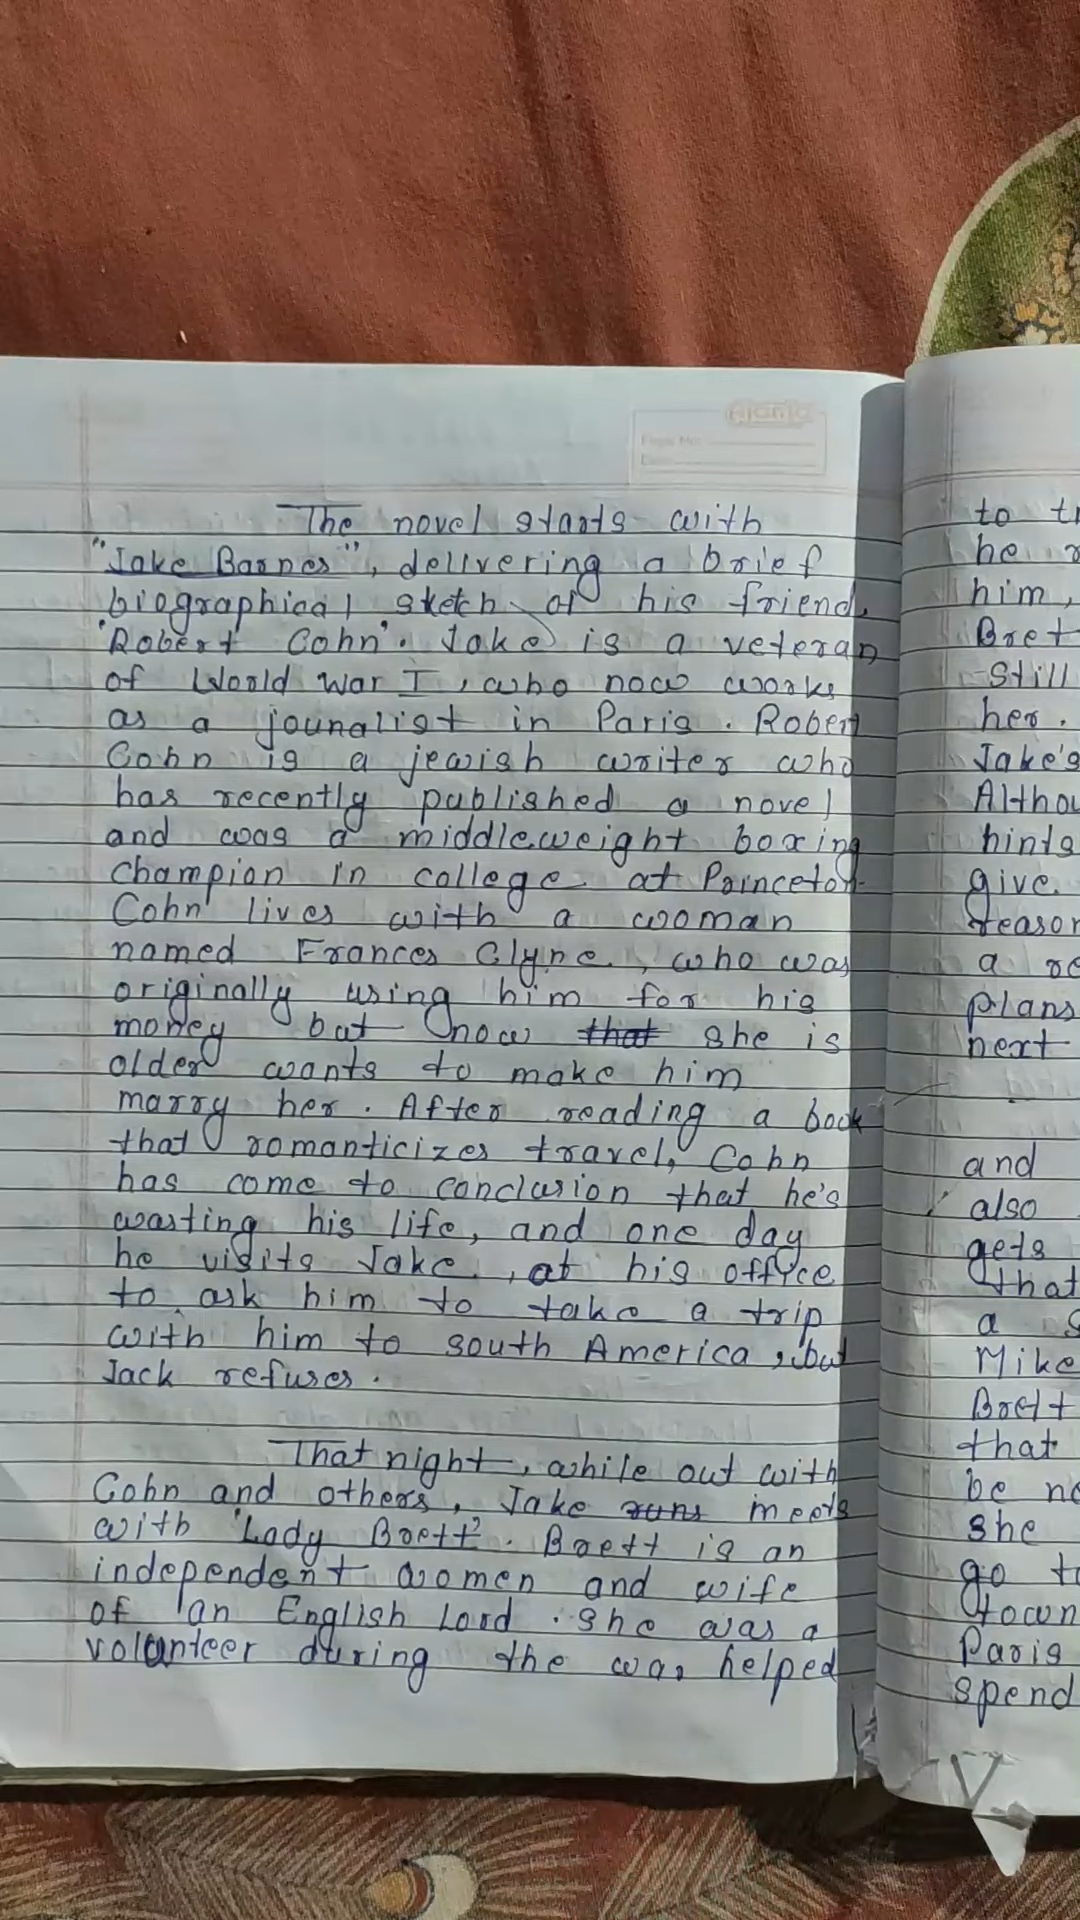 Ajanta
Page No.
Date
The novel starts with
"Jake Barnes", delivering a brief
biographical sketch of his friend,
"Robert Cohn". Jake is a veteran
of World War I, who now works
as a jounalist in Paris. Robert
Cohn is a jewish writer who
has recently published a novel
and was a middleweight boxing
champion in college at Princeton.
Cohn lives with a woman
named Frances Clyne, who was
originally using him for his
money but now that she is
older wants to make him
marry her. After reading a book
that romanticizes travel, Cohn
has come to conclusion that he's
wasting his life, and one day
he visits Jake, at his office
to ask him to take a trip
with him to south America, but
Jack refuses.
That night, while out with
Cohn and others, Jake runs meets
with "Lady Brett". Brett is an
independent women and wife
of an English Lord. She was a
volunteer during the war, helped
to
he
him,
Bret
Still
her.
Jake's
Althou
hints
give
reason
a
plans
next
and
also
gets
that
a
Mike
Brett
that
be
she
go
town
Paris
spend